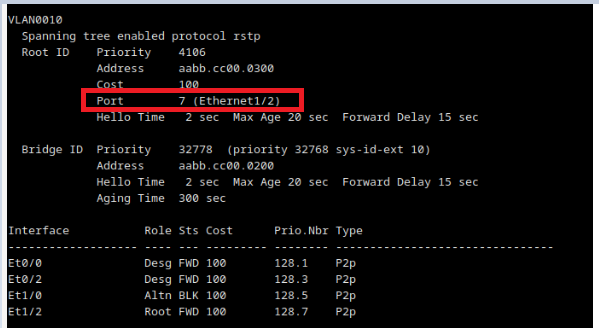 VLAN0010
Spanning tree enabled protocol rstp
Root ID Priority 4106
Address aabb.cc00.0300
Cost 100
Port 7 (Ethernet1/2)
Hello Time 2 sec Max Age 20 sec Forward Delay 15 sec
Bridge ID Priority 32778 (priority 32768 sys-id-ext 10)
Address aabb.cc00.0200
Hello Time 2 sec Max Age 20 sec Forward Delay 15 sec
Aging Time 300 sec
Interface Role Sts Cost Prio.Nbr Type
------------------- ---- --- --------- -------- --------------------------------
Et0/0 Desg FWD 100 128.1 P2p
Et0/2 Desg FWD 100 128.3 P2p
Et1/0 Altn BLK 100 128.5 P2p
Et1/2 Root FWD 100 128.7 P2p